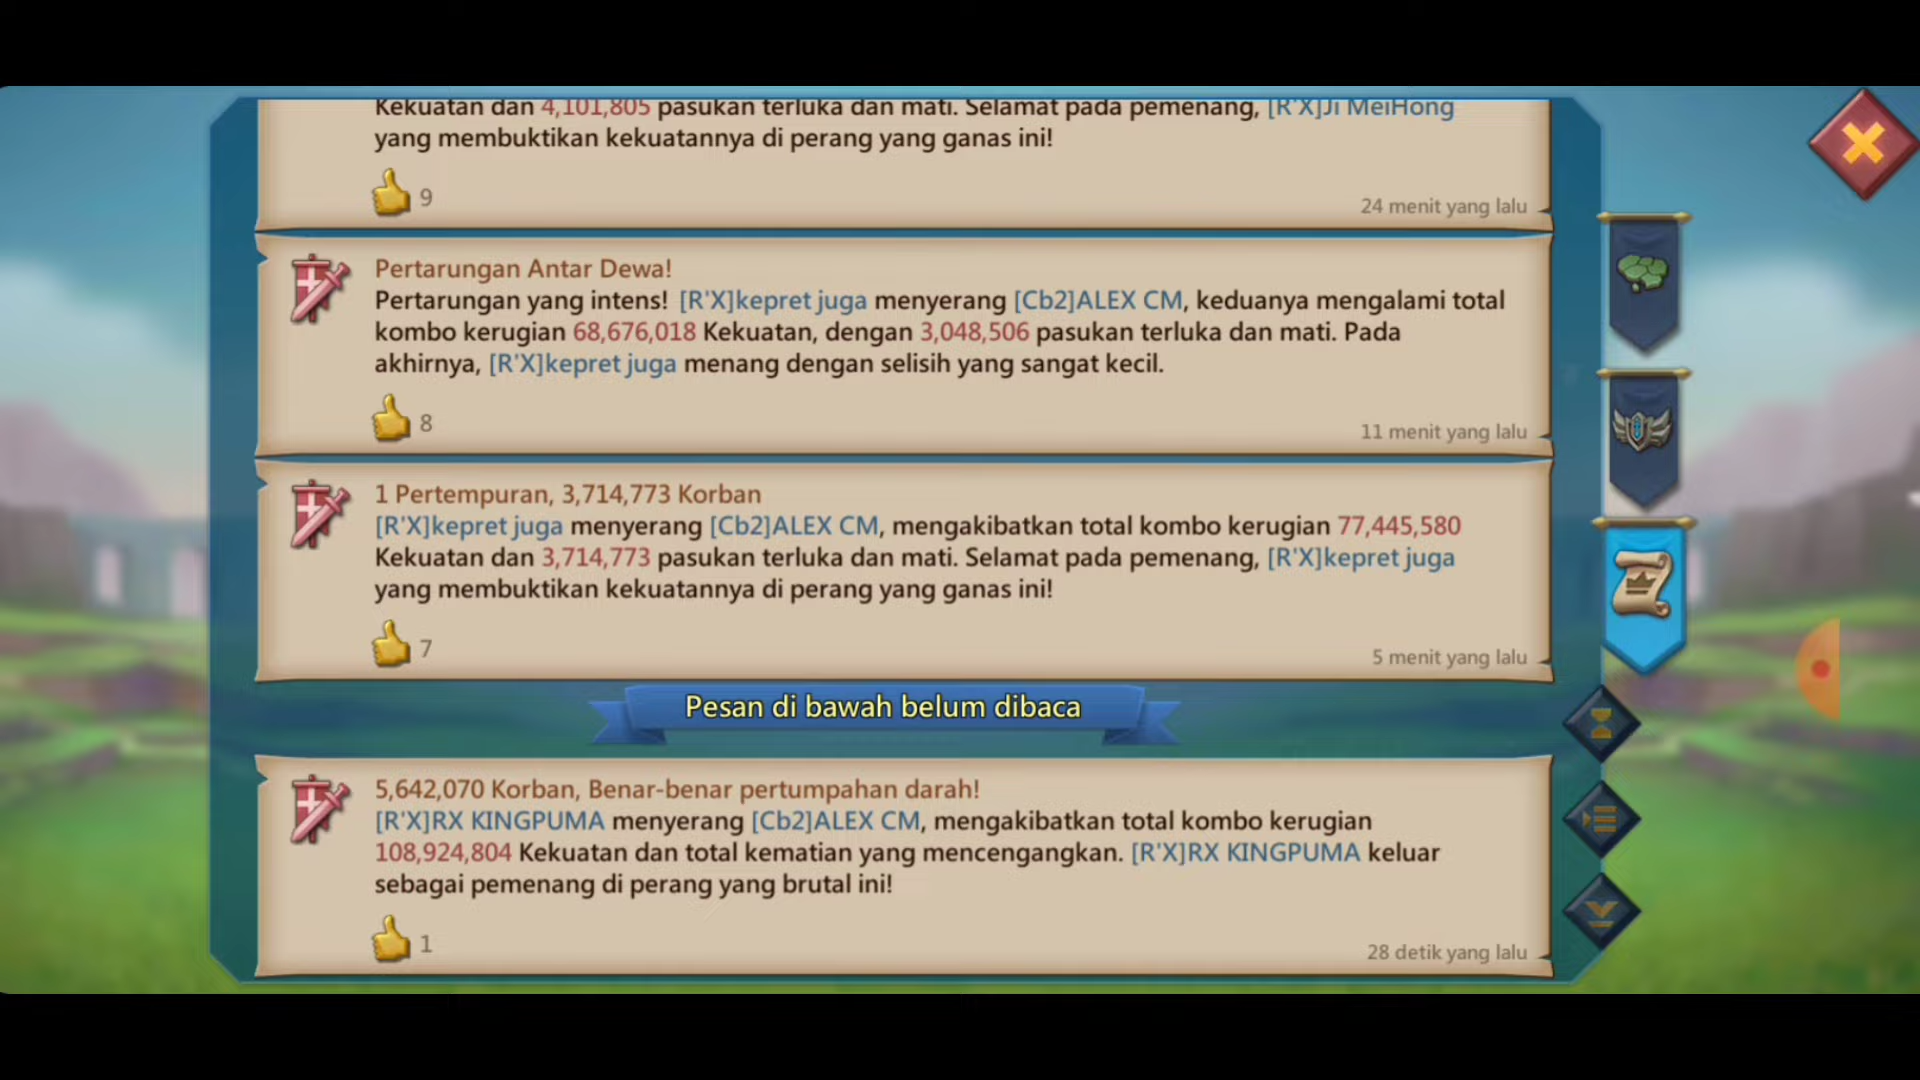 Kekuatan dan 4,101,805 pasukan terluka dan mati. Selamat pada pemenang, [R'X]Ji MeiHong
yang membuktikan kekuatannya di perang yang ganas ini!
9
24 menit yang lalu
Pertarungan Antar Dewa!
Pertarungan yang intens! [R'X]kepret juga menyerang [Cb2]ALEX CM, keduanya mengalami total
kombo kerugian 68,676,018 Kekuatan, dengan 3,048,506 pasukan terluka dan mati. Pada
akhirnya, [R'X]kepret juga menang dengan selisih yang sangat kecil.
8
11 menit yang lalu
1 Pertempuran, 3,714,773 Korban
[R'X]kepret juga menyerang [Cb2]ALEX CM, mengakibatkan total kombo kerugian 77,445,580
Kekuatan dan 3,714,773 pasukan terluka dan mati. Selamat pada pemenang, [R'X]kepret juga
yang membuktikan kekuatannya di perang yang ganas ini!
7
5 menit yang lalu
Pesan di bawah belum dibaca
5,642,070 Korban, Benar-benar pertumpahan darah!
[R'X]RX KINGPUMA menyerang [Cb2]ALEX CM, mengakibatkan total kombo kerugian
108,924,804 Kekuatan dan total kematian yang mencengangkan. [R'X]RX KINGPUMA keluar
sebagai pemenang di perang yang brutal ini!
1
28 detik yang lalu